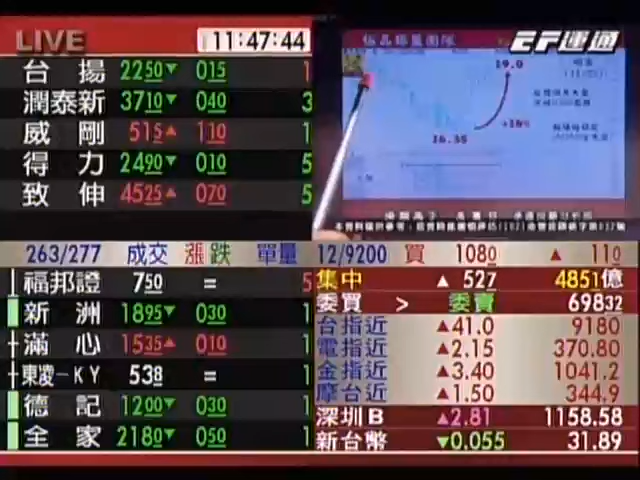 LIVE
11:47:44
台揚 2250▼ 015 1
潤泰新 3710▼ 040 3
威剛 515▲ 110 1
得力 2490▼ 010 5
致伸 4525▲ 070 5
EF運通
19.0
+16%
16.35
263/277 成交 漲跌 單量
福邦證 750 = 5
新洲 1895▼ 030 1
滿心 1535▲ 010 1
東凌-KY 538 = 1
德記 1200▼ 030 1
全家 2180▼ 050 1
12/9200 買 1080 ▲ 110
集中 ▲ 527 4851億
委買 > 委賣 69832
台指近 ▲41.0 9180
電指近 ▲2.15 370.80
金指近 ▲3.40 1041.2
摩台近 ▲1.50 344.9
深圳B ▲2.81 1158.58
新台幣 ▼0.055 31.89